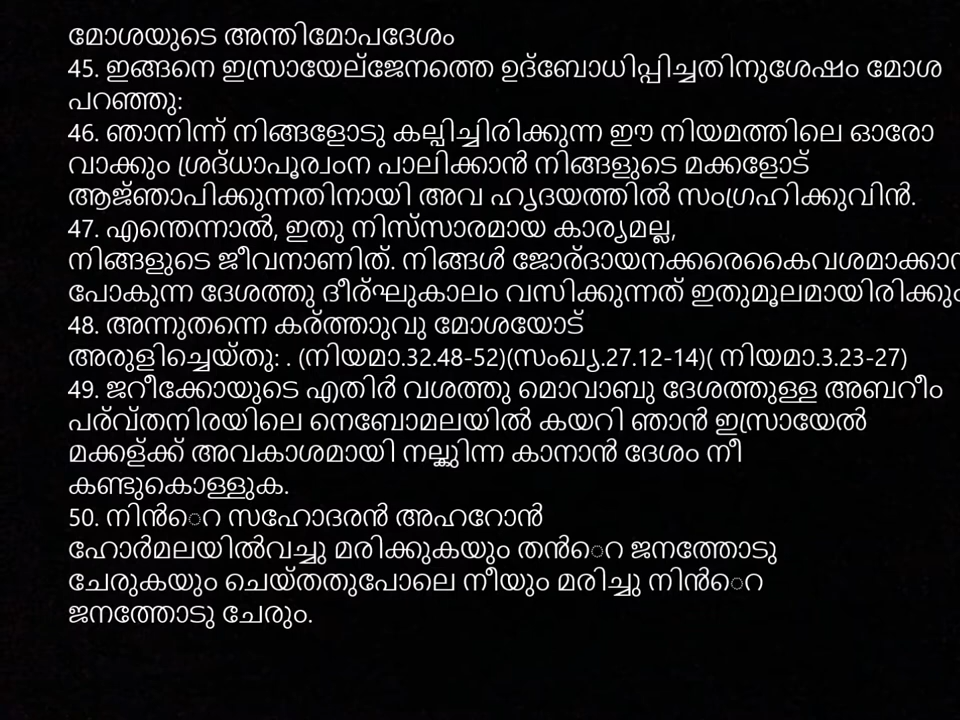 മോശയുടെ അന്തിമോപദേശം
45. ഇങ്ങനെ ഇസ്രായേല്ജേനത്തെ ഉദ്ബോധിപ്പിച്ചതിനുശേഷം മോശ
പറഞ്ഞു:
46. ഞാനിന്ന് നിങ്ങളോടു കല്പിച്ചിരിക്കുന്ന ഈ നിയമത്തിലെ ഓരോ
വാക്കും ശ്രദ്ധാപൂര്വംന പാലിക്കാൻ നിങ്ങളുടെ മക്കളോട്
ആജ്ഞാപിക്കുന്നതിനായി അവ ഹൃദയത്തിൽ സംഗ്രഹിക്കുവിൻ.
47. എന്തെന്നാൽ, ഇതു നിസ്സാരമായ കാര്യമല്ല,
നിങ്ങളുടെ ജീവനാണിത്. നിങ്ങൾ ജോര്ദായനക്കരെകൈവശമാക്കാൻ
പോകുന്ന ദേശത്തു ദീര്ഘുകാലം വസിക്കുന്നത് ഇതുമൂലമായിരിക്കും
48. അന്നുതന്നെ കര്ത്താുവു മോശയോട്
അരുളിച്ചെയ്തു: . (നിയമാ.32.48-52)(സംഖ്യ.27.12-14)( നിയമാ.3.23-27)
49. ജറീക്കോയുടെ എതിർ വശത്തു മൊവാബു ദേശത്തുള്ള അബറീം
പര്വ്തനിരയിലെ നെബോമലയിൽ കയറി ഞാൻ ഇസ്രായേൽ
മക്കള്ക്ക് അവകാശമായി നല്കുിന്ന കാനാൻ ദേശം നീ
കണ്ടുകൊള്ളുക.
50. നിൻെറ സഹോദരൻ അഹറോൻ
ഹോർമലയിൽവച്ചു മരിക്കുകയും തൻെറ ജനത്തോടു
ചേരുകയും ചെയ്തതുപോലെ നീയും മരിച്ചു നിൻെറ
ജനത്തോടു ചേരും.